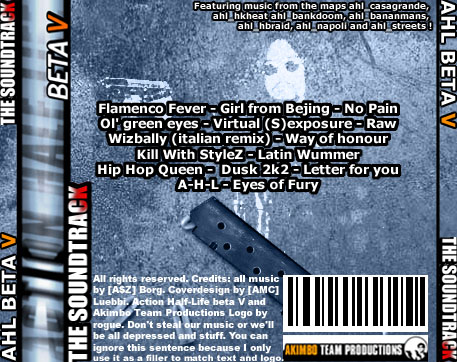 Featuring music from the maps ahl_casagrande,
ahl_hkheat ahl_bankdoom, ahl_bananmans,
ahl_hbraid, ahl_napoli and ahl_streets !
THE SOUNDTRACK
BETA V
AHL BETA V
Flamenco Fever - Girl from Bejing - No Pain
Ol' green eyes - Virtual (S)exposure - Raw
Wizbally (italian remix) - Way of honour
Kill With StyleZ - Latin Wummer
Hip Hop Queen - Dusk 2k2 - Letter for you
A-H-L - Eyes of Fury
AHL BETA V
THE SOUNDTRACK
THE SOUNDTRACK
All rights reserved. Credits: all music
by [A$Z] Borg. Coverdesign by [AMC]
Luebbi. Action Half-Life beta V and
Akimbo Team Productions Logo by
rogue. Don't steal our music or we'll
be all depressed and stuff. You can
ignore this sentence because I only
use it as a filler to match text and logo.
AKIMBO TEAM PRODUCTIONS